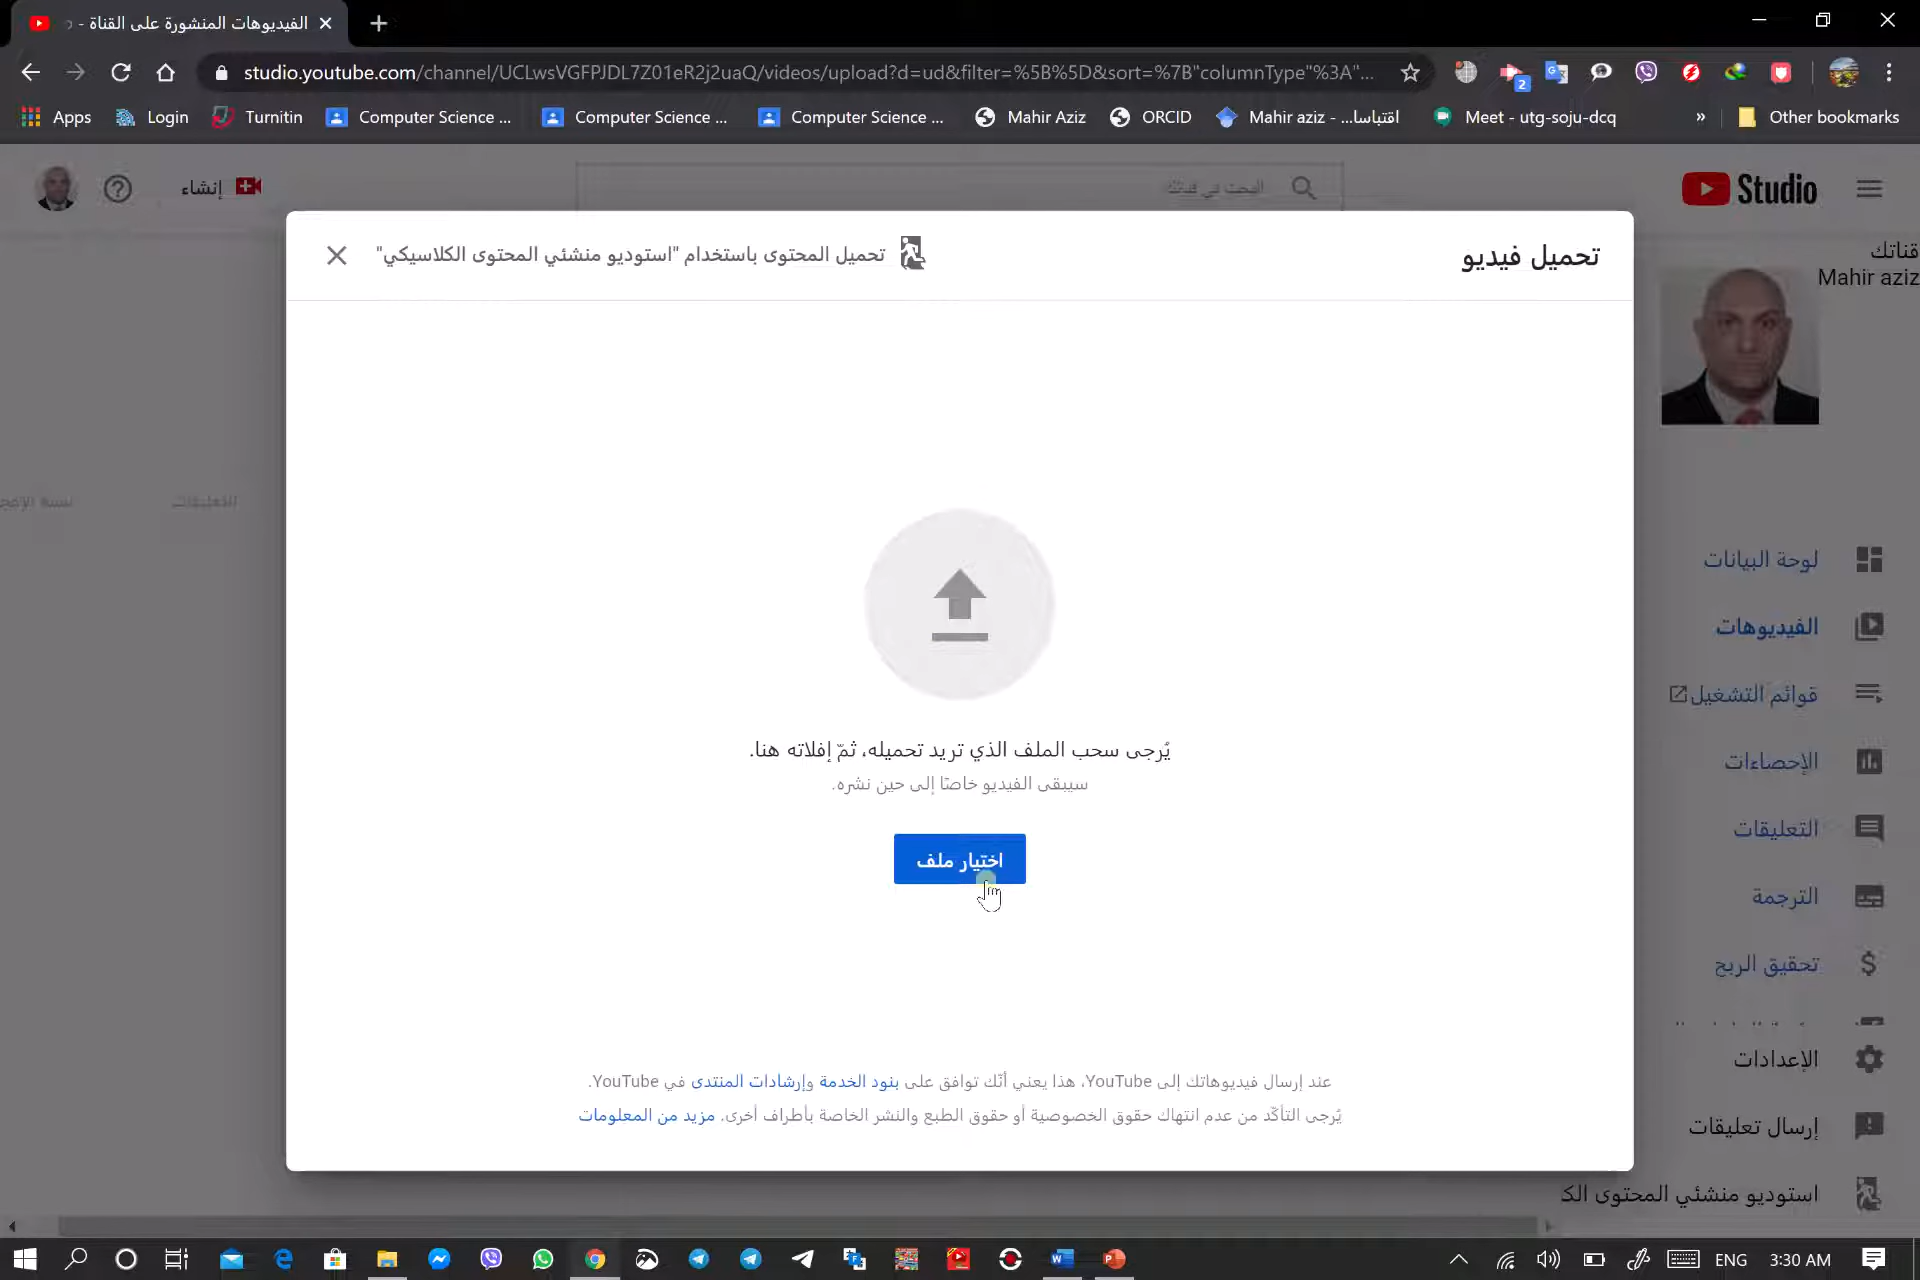 الفيديوهات المنشورة على القناة -
studio.youtube.com/channel/UCLwsVGFPJDL7Z01eR2j2uaQ/videos/upload?d=ud&filter=%5B%5D&sort=%7B"columnType"%3A"...
2
Apps
Login
Turnitin
Computer Science ...
Computer Science ...
Computer Science ...
Mahir Aziz
ORCID
Mahir aziz - ...اقتباسا
Meet - utg-soju-dcq
»
Other bookmarks
Studio
البحث في قناتك
إنشاء
تحميل فيديو
تحميل المحتوى باستخدام "استوديو منشئي المحتوى الكلاسيكي"
قناتك
Mahir aziz
التعليقات
يُرجى سحب الملف الذي تريد تحميله، ثمّ إفلاته هنا.
سيبقى الفيديو خاصًا إلى حين نشره.
اختيار ملف
عند إرسال فيديوهاتك إلى YouTube، هذا يعني أنّك توافق على بنود الخدمة وإرشادات المنتدى في YouTube.
يُرجى التأكّد من عدم انتهاك حقوق الخصوصية أو حقوق الطبع والنشر الخاصة بأطراف أخرى. مزيد من المعلومات
لوحة البيانات
الفيديوهات
قوائم التشغيل
الإحصاءات
التعليقات
الترجمة
تحقيق الربح
الإعدادات
إرسال تعليقات
استوديو منشئي المحتوى الك
ENG
3:30 AM